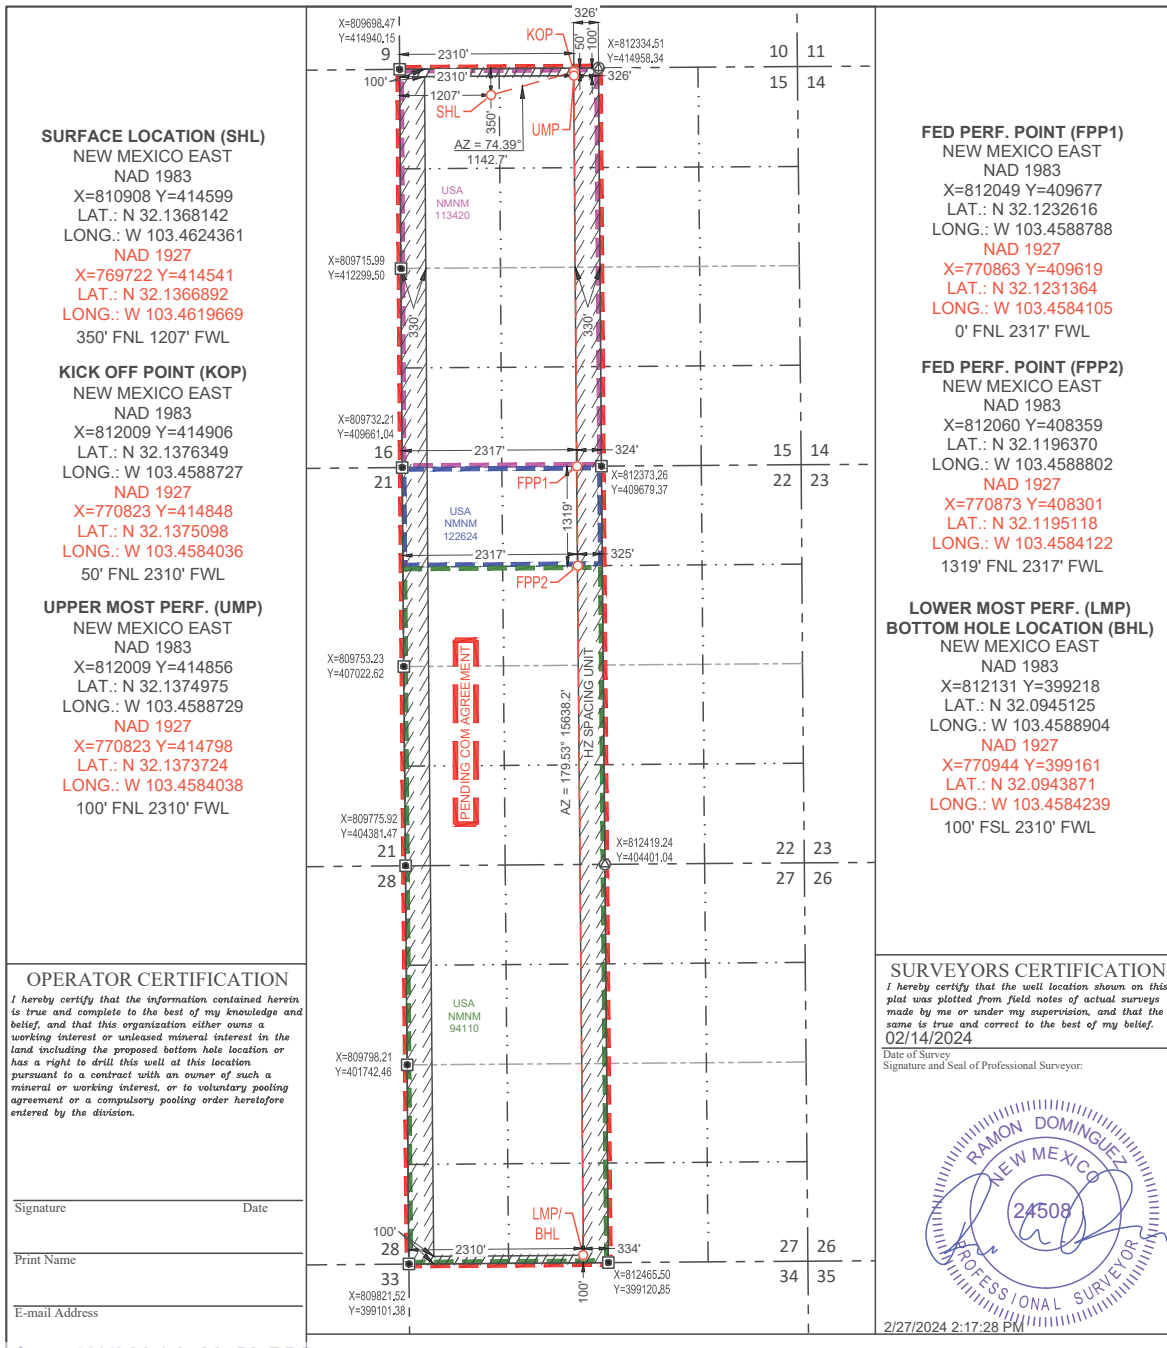 SURFACE LOCATION (SHL)
NEW MEXICO EAST
NAD 1983
X=810908 Y=414599
LAT.: N 32.1368142
LONG.: W 103.4624361
NAD 1927
X=769722 Y=414541
LAT.: N 32.1366892
LONG.: W 103.4619669
350' FNL 1207' FWL
KICK OFF POINT (KOP)
NEW MEXICO EAST
NAD 1983
X=812009 Y=414906
LAT.: N 32.1376349
LONG.: W 103.4588727
NAD 1927
X=770823 Y=414848
LAT.: N 32.1375098
LONG.: W 103.4584036
50' FNL 2310' FWL
UPPER MOST PERF. (UMP)
NEW MEXICO EAST
NAD 1983
X=812009 Y=414856
LAT.: N 32.1374975
LONG.: W 103.4588729
NAD 1927
X=770823 Y=414798
LAT.: N 32.1373724
LONG.: W 103.4584038
100' FNL 2310' FWL
OPERATOR CERTIFICATION
I hereby certify that the information contained herein
is true and complete to the best of my knowledge and
belief, and that this organization either owns a
working interest or unleased mineral interest in the
land including the proposed bottom hole location or
has a right to drill this well at this location
pursuant to a contract with an owner of such a
mineral or working interest, or to voluntary pooling
agreement or a compulsory pooling order heretofore
entered by the division.
Signature Date
Print Name
E-mail Address
X=809698.47
Y=414940.15
326'
KOP
50'
100'
X=812334.51
Y=414958.34
9
2310'
10 11
100'
2310'
326'
15 14
1207'
SHL
350'
UMP
AZ = 74.39°
1142.7'
USA
NMNM
113420
X=809715.99
Y=412299.50
330'
330'
X=809732.21
Y=409661.04
16
2317'
324'
15 14
21
FPP1
X=812373.26
Y=409679.37
22 23
USA
NMNM
122624
1319'
2317'
325'
FPP2
PENDING COM AGREEMENT
AZ = 179.53° 15638.2'
HZ SPACING UNIT
X=809753.23
Y=407022.62
X=809775.92
Y=404381.47
X=812419.24
Y=404401.04
21
22 23
28
27 26
USA
NMNM
94110
X=809798.21
Y=401742.46
LMP/
BHL
100'
28
2310'
334'
27 26
33
100'
X=812465.50
Y=399120.85
34 35
X=809821.52
Y=399101.38
FED PERF. POINT (FPP1)
NEW MEXICO EAST
NAD 1983
X=812049 Y=409677
LAT.: N 32.1232616
LONG.: W 103.4588788
NAD 1927
X=770863 Y=409619
LAT.: N 32.1231364
LONG.: W 103.4584105
0' FNL 2317' FWL
FED PERF. POINT (FPP2)
NEW MEXICO EAST
NAD 1983
X=812060 Y=408359
LAT.: N 32.1196370
LONG.: W 103.4588802
NAD 1927
X=770873 Y=408301
LAT.: N 32.1195118
LONG.: W 103.4584122
1319' FNL 2317' FWL
LOWER MOST PERF. (LMP)
BOTTOM HOLE LOCATION (BHL)
NEW MEXICO EAST
NAD 1983
X=812131 Y=399218
LAT.: N 32.0945125
LONG.: W 103.4588904
NAD 1927
X=770944 Y=399161
LAT.: N 32.0943871
LONG.: W 103.4584239
100' FSL 2310' FWL
SURVEYORS CERTIFICATION
I hereby certify that the well location shown on this
plat was plotted from field notes of actual surveys
made by me or under my supervision, and that the
same is true and correct to the best of my belief.
02/14/2024
Date of Survey
Signature and Seal of Professional Surveyor:
RAMON DOMINGUEZ
NEW MEXICO
24508
PROFESSIONAL SURVEYOR
2/27/2024 2:17:28 PM